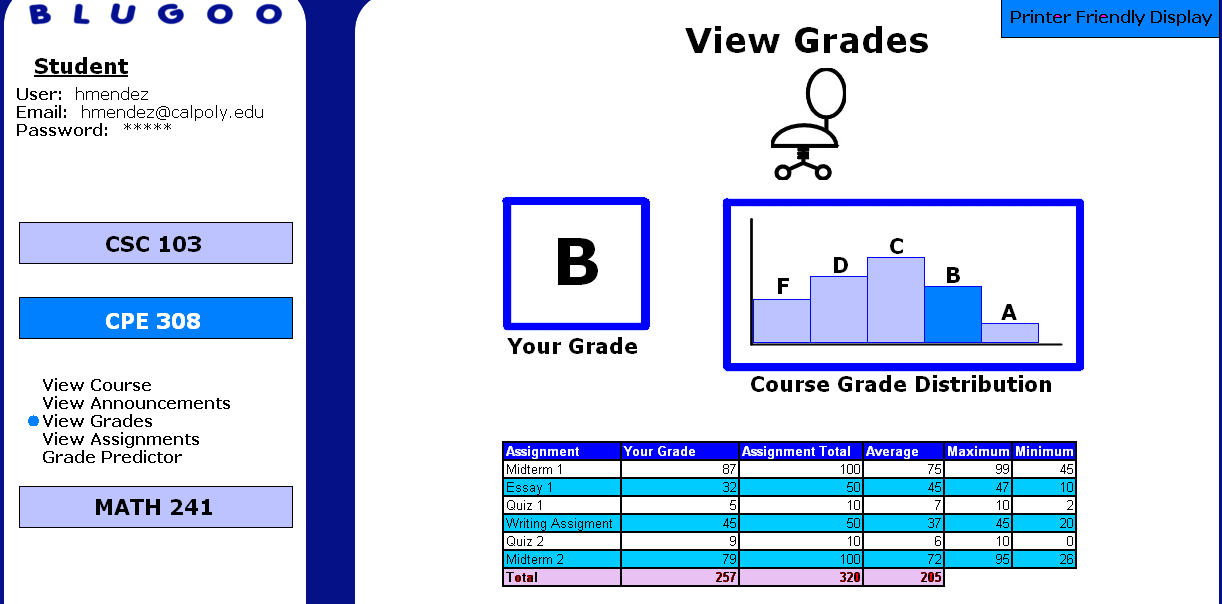 BLUGOO
Student
User: hmendez
Email: hmendez@calpoly.edu
Password: *****
CSC 103
CPE 308
View Course
View Announcements
View Grades
View Assignments
Grade Predictor
MATH 241
Printer Friendly Display
View Grades
B
Your Grade
F D C B A
Course Grade Distribution
Assignment Your Grade Assignment Total Average Maximum Minimum
Midterm 1 87 100 75 99 45
Essay 1 32 50 45 47 10
Quiz 1 5 10 7 10 2
Writing Assigment 45 50 37 45 20
Quiz 2 9 10 6 10 0
Midterm 2 79 100 72 95 26
Total 257 320 205